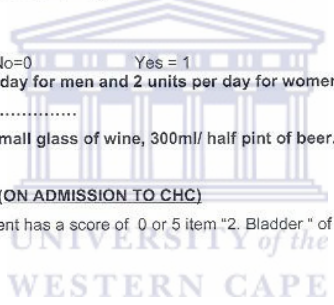 No=0 Yes = 1
day for men and 2 units per day for women
...............
small glass of wine, 300ml/ half pint of beer.
(ON ADMISSION TO CHC)
ent has a score of 0 or 5 item "2. Bladder " of
UNIVERSITY of the
WESTERN CAPE